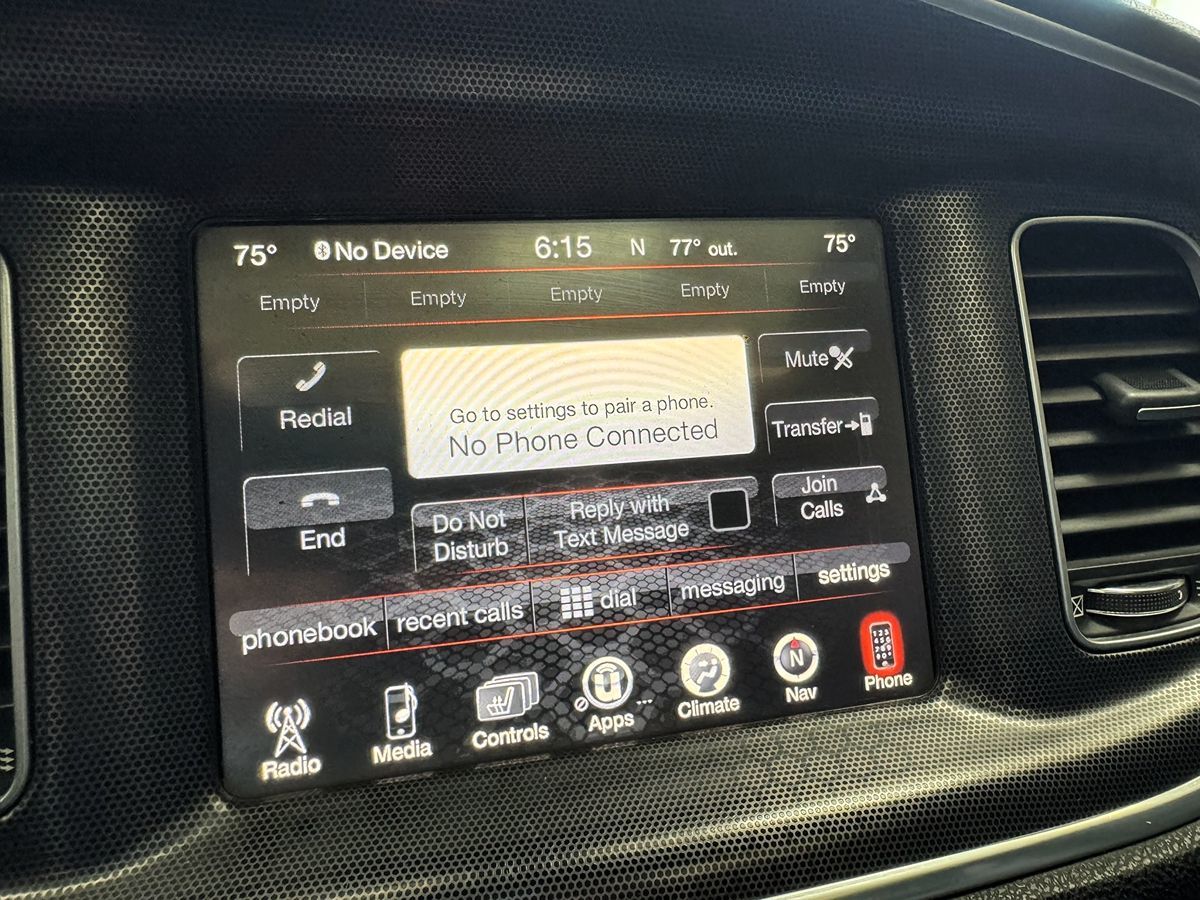 75° No Device 6:15 N 77° out. 75°
Empty Empty Empty Empty Empty
Redial
Go to settings to pair a phone.
No Phone Connected
Mute
Transfer
End
Do Not
Disturb
Reply with
Text Message
Join
Calls
phonebook recent calls dial messaging settings
Radio Media Controls Apps ... Climate Nav Phone
N